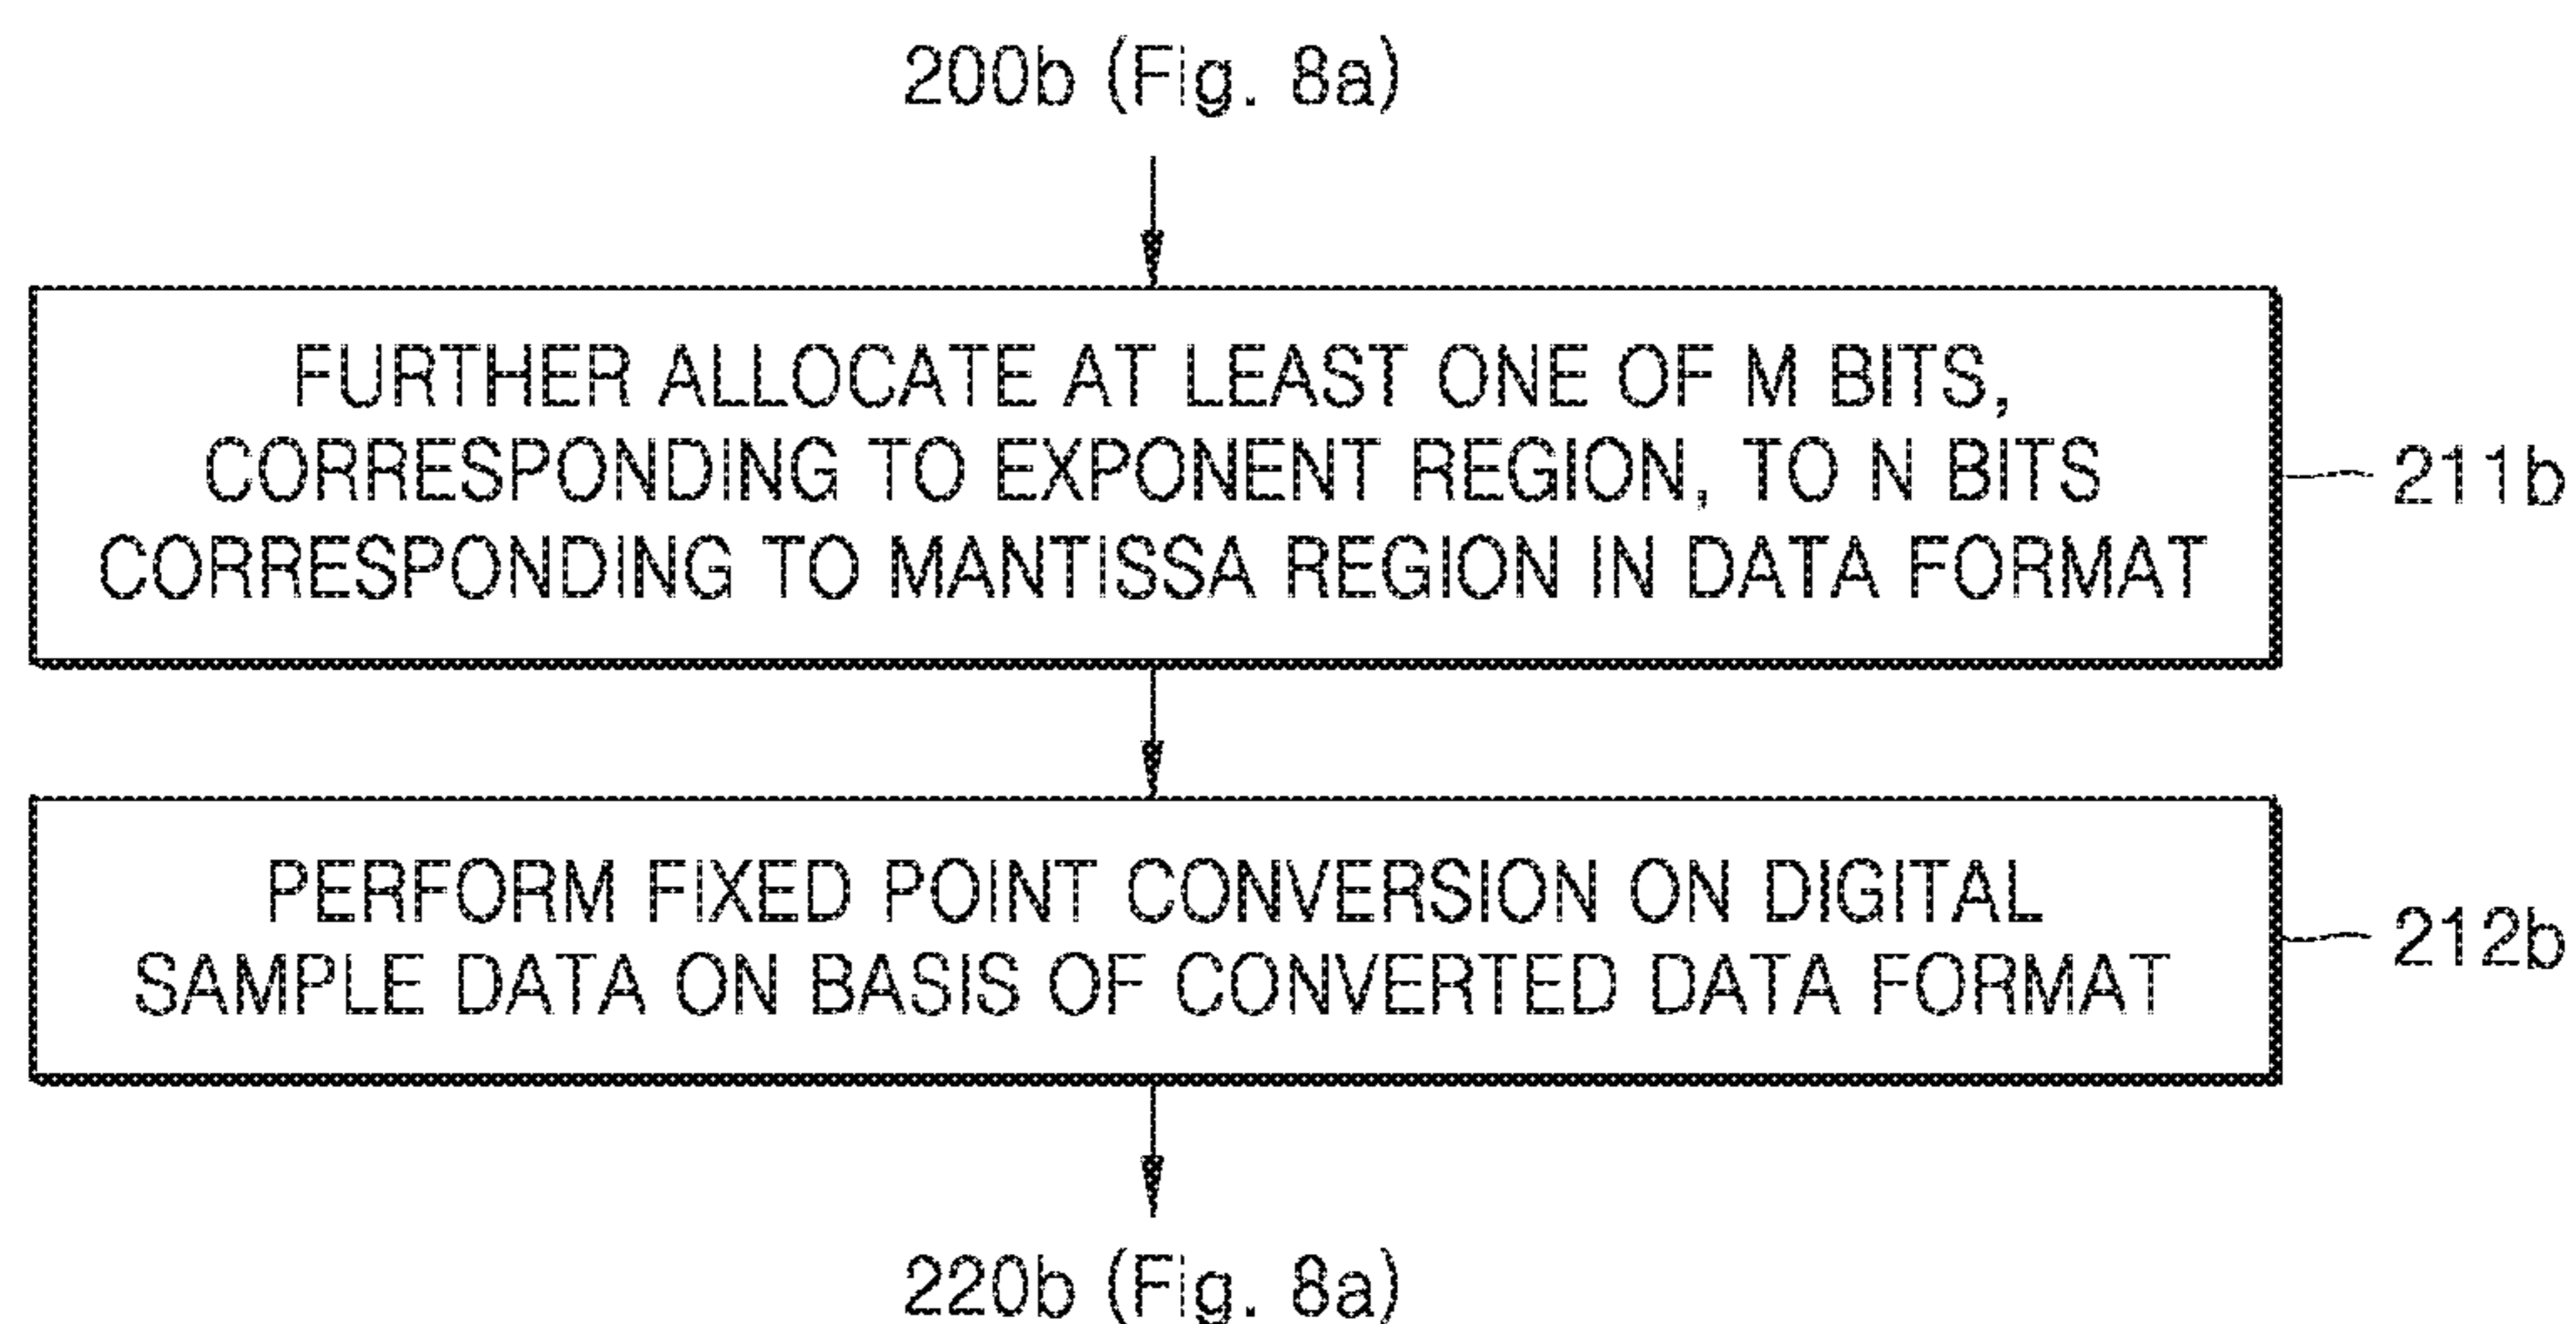 200b (Fig. 8a)
FURTHER ALLOCATE AT LEAST ONE OF M BITS,
CORRESPONDING TO EXPONENT REGION, TO N BITS
CORRESPONDING TO MANTISSA REGION IN DATA FORMAT
211b
PERFORM FIXED POINT CONVERSION ON DIGITAL
SAMPLE DATA ON BASIS OF CONVERTED DATA FORMAT
212b
220b (Fig. 8a)